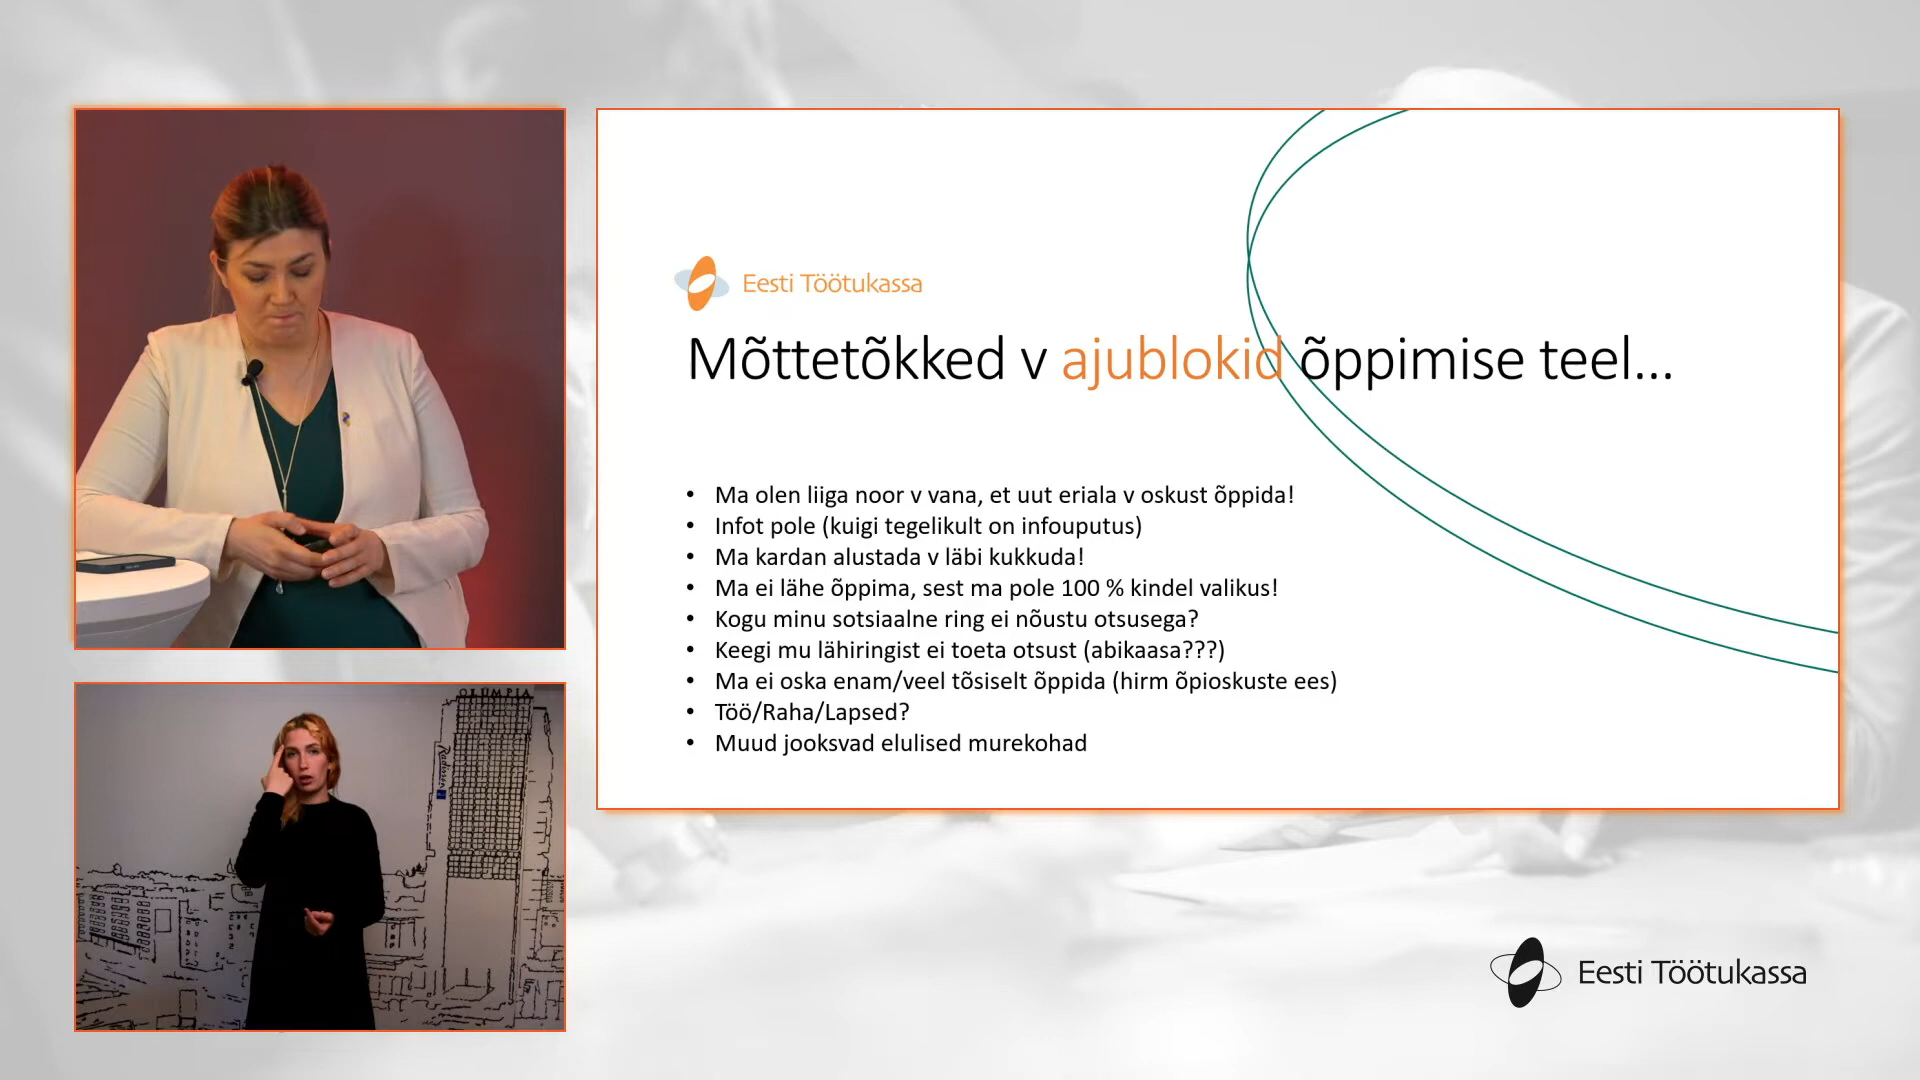 Eesti Töötukassa
Mõttetõkked v ajublokid õppimise teel...
• Ma olen liiga noor v vana, et uut eriala v oskust õppida!
• Infot pole (kuigi tegelikult on infouputus)
• Ma kardan alustada v läbi kukkuda!
• Ma ei lähe õppima, sest ma pole 100 % kindel valikus!
• Kogu minu sotsiaalne ring ei nõustu otsusega?
• Keegi mu lähiringist ei toeta otsust (abikaasa???)
• Ma ei oska enam/veel tõsiselt õppida (hirm õpioskuste ees)
• Töö/Raha/Lapsed?
• Muud jooksvad elulised murekohad
OLÜMPIA
Radisson
Eesti Töötukassa